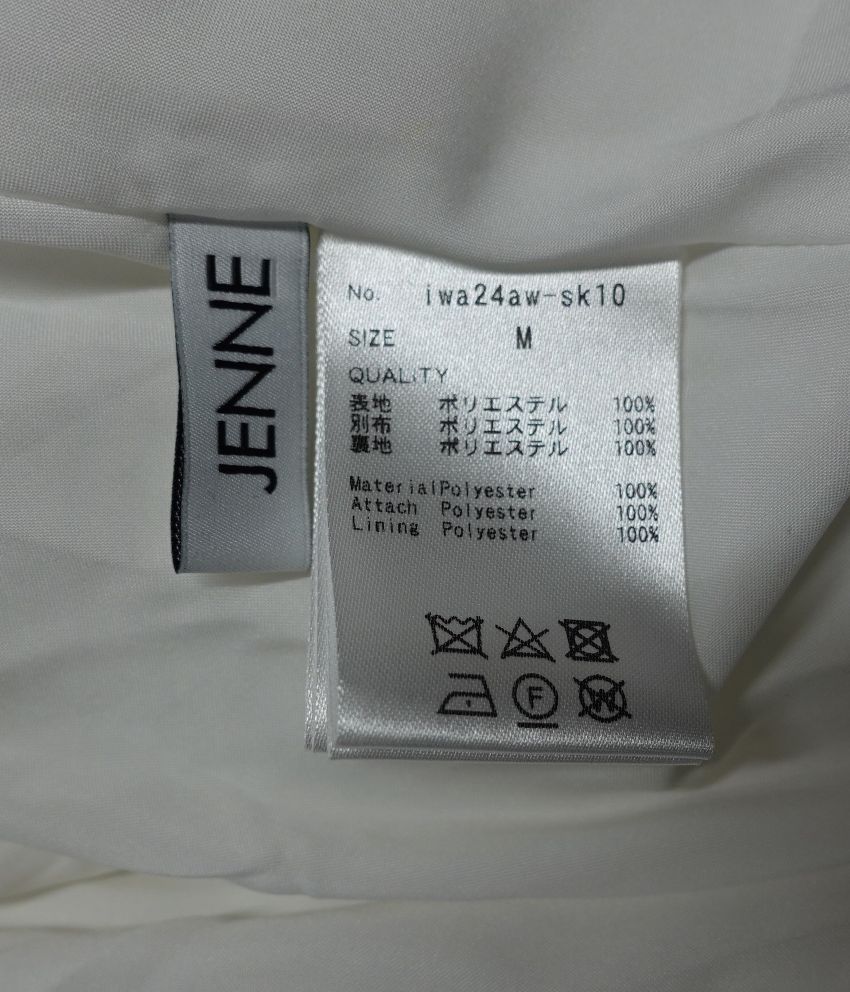 JENNE
No. iwa24aw-sk10
SIZE M
QUALITY
表地 ポリエステル 100%
別布 ポリエステル 100%
裏地 ポリエステル 100%
Material Polyester 100%
Attach Polyester 100%
Lining Polyester 100%
F W